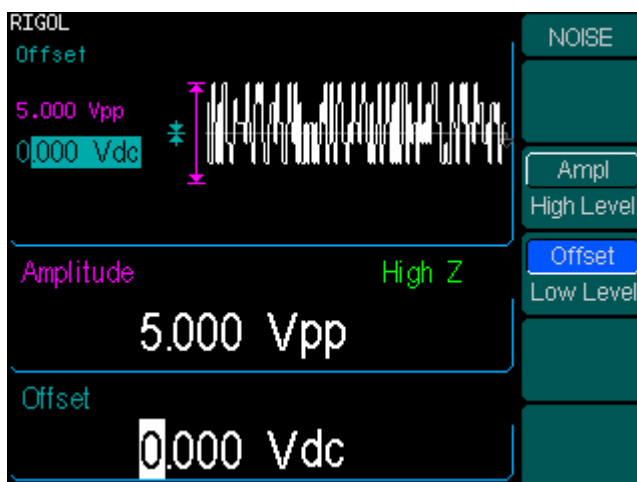 RIGOL
Offset
5.000 Vpp
0.000 Vdc
NOISE
Ampl
High Level
Offset
Low Level
Amplitude
High Z
5.000 Vpp
Offset
0.000 Vdc